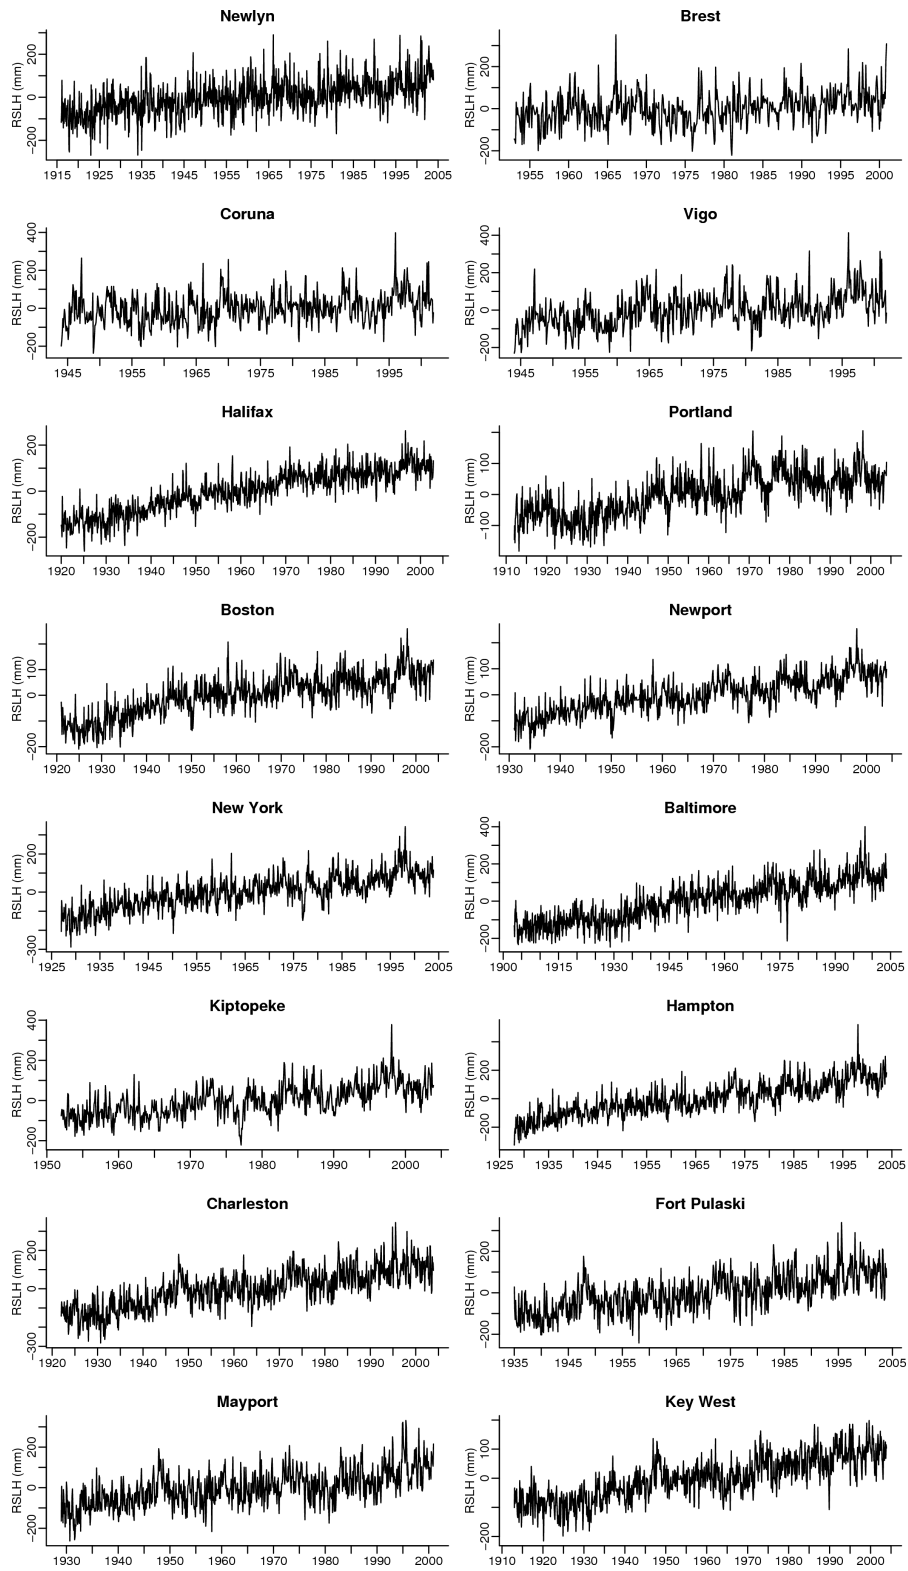 Newlyn
RSLH (mm)
−200 0 200
1915 1925 1935 1945 1955 1965 1975 1985 1995 2005
Brest
RSLH (mm)
−200 0 200
1955 1960 1965 1970 1975 1980 1985 1990 1995 2000
Coruna
RSLH (mm)
200 0 200 400
1945 1955 1965 1975 1985 1995
Vigo
RSLH (mm)
−200 0 200 400
1945 1955 1965 1975 1985 1995
Halifax
RSLH (mm)
−200 0 200
1920 1930 1940 1950 1960 1970 1980 1990 2000
Portland
RSLH (mm)
−100 0 100
1910 1920 1930 1940 1950 1960 1970 1980 1990 2000
Boston
RSLH (mm)
−200 0 100
1920 1930 1940 1950 1960 1970 1980 1990 2000
Newport
RSLH (mm)
−200 0 100
1930 1940 1950 1960 1970 1980 1990 2000
New York
RSLH (mm)
−300 0 200
1925 1935 1945 1955 1965 1975 1985 1995 2005
Baltimore
RSLH (mm)
−200 0 200 400
1900 1915 1930 1945 1960 1975 1990 2005
Kiptopeke
RSLH (mm)
−200 0 200 400
1950 1960 1970 1980 1990 2000
Hampton
RSLH (mm)
−200 0 200
1925 1935 1945 1955 1965 1975 1985 1995 2005
Charleston
RSLH (mm)
−300 0 200
1920 1930 1940 1950 1960 1970 1980 1990 2000
Fort Pulaski
RSLH (mm)
−200 0 200
1935 1945 1955 1965 1975 1985 1995 2005
Mayport
RSLH (mm)
−200 0 200
1930 1940 1950 1960 1970 1980 1990 2000
Key West
RSLH (mm)
−200 0 100
1910 1920 1930 1940 1950 1960 1970 1980 1990 2000